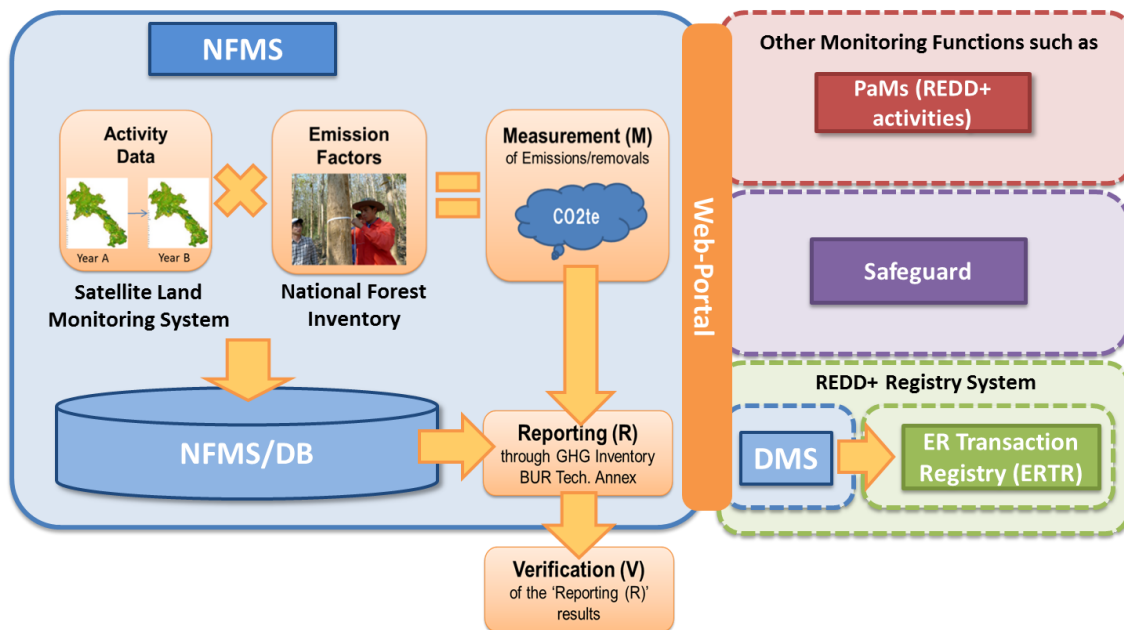 NFMS
Activity
Data
Year A
Year B
Satellite Land
Monitoring System
Emission
Factors
National Forest
Inventory
Measurement (M)
of Emissions/removals
CO2te
NFMS/DB
Reporting (R)
through GHG Inventory
BUR Tech. Annex
Verification (V)
of the ‘Reporting (R)’
results
Web-Portal
Other Monitoring Functions such as
PaMs (REDD+
activities)
Safeguard
REDD+ Registry System
DMS
ER Transaction
Registry (ERTR)